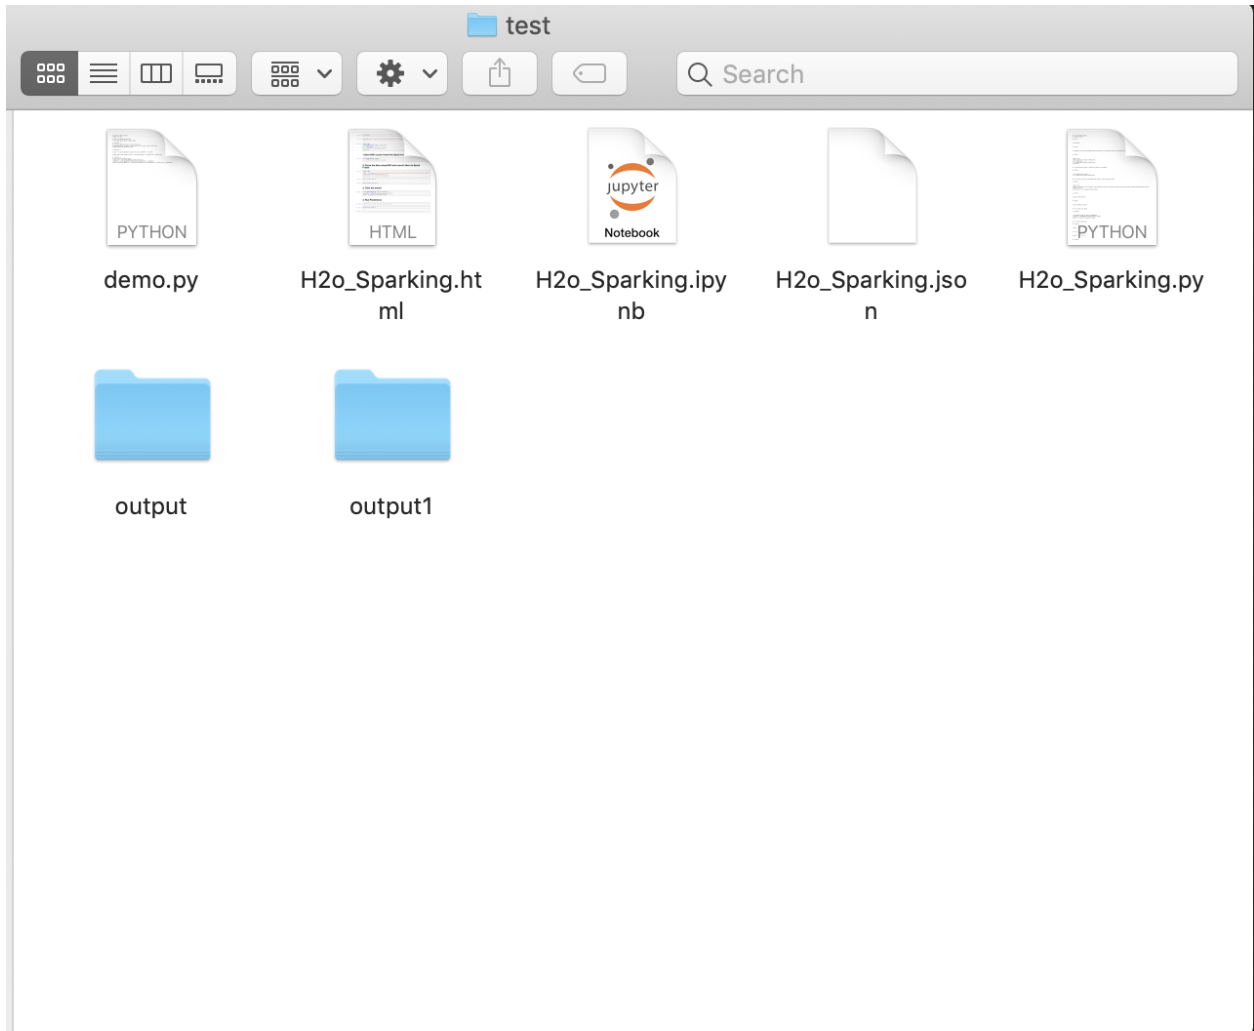 test
Search
PYTHON
HTML
jupyter
Notebook
PYTHON
demo.py
H2o_Sparking.ht
ml
H2o_Sparking.ipy
nb
H2o_Sparking.jso
n
H2o_Sparking.py
output
output1